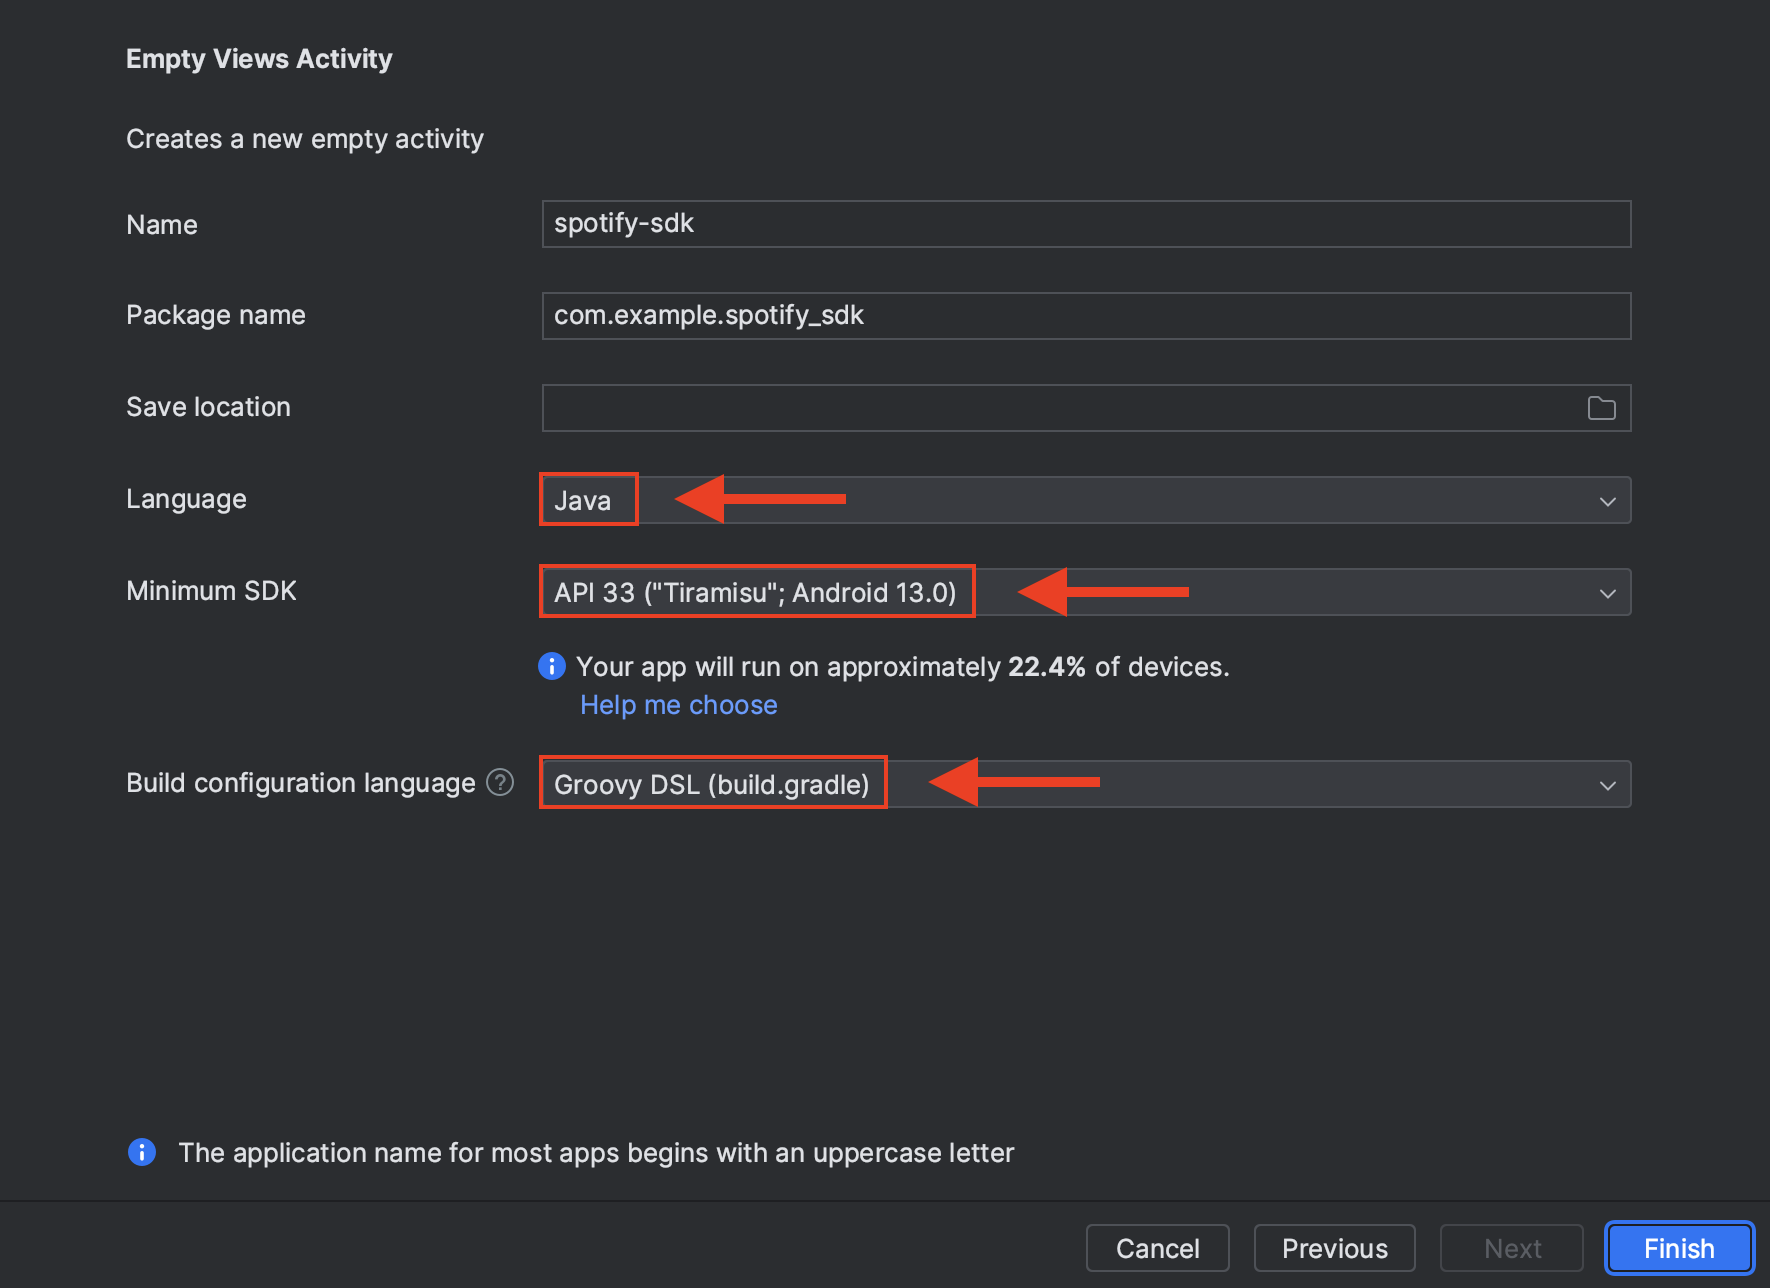 Empty Views Activity
Creates a new empty activity
Name
spotify-sdk
Package name
com.example.spotify_sdk
Save location
Language
Java
Minimum SDK
API 33 ("Tiramisu"; Android 13.0)
Your app will run on approximately 22.4% of devices.
Help me choose
Build configuration language
Groovy DSL (build.gradle)
The application name for most apps begins with an uppercase letter
Cancel
Previous
Next
Finish